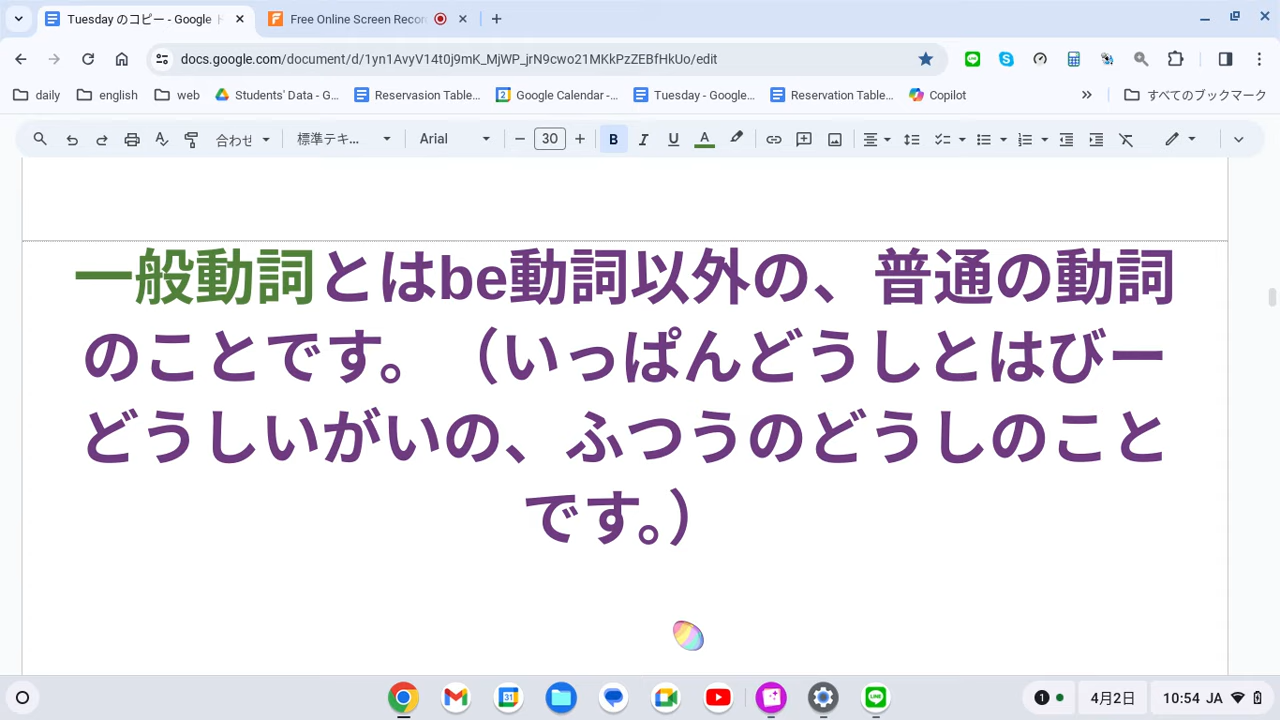 Tuesday のコピー - Google ド
Free Online Screen Recor
docs.google.com/document/d/1yn1AvyV14t0j9mK_MjWP_jrN9cwo21MKkPzZEBfHkUo/edit
daily
english
web
Students' Data - G...
Reservasion Table...
Google Calendar -...
Tuesday - Google...
Reservation Table...
Copilot
すべてのブックマーク
合わせ
標準テキ...
Arial
30
一般動詞とはbe動詞以外の、普通の動詞
のことです。（いっぱんどうしとはびー
どうしいがいの、ふつうのどうしのこと
です。）
1
4月2日
10:54 JA